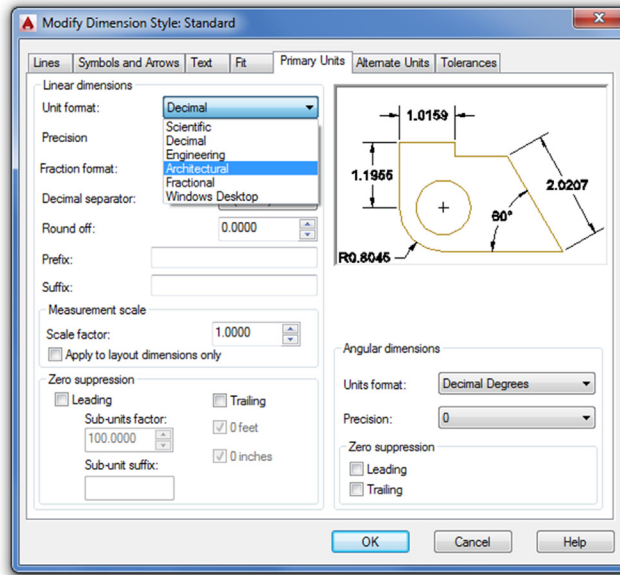 Modify Dimension Style: Standard
Lines Symbols and Arrows Text Fit Primary Units Alternate Units Tolerances
Linear dimensions
Unit format: Decimal
Scientific
Decimal
Engineering
Architectural
Fractional
Windows Desktop
Precision
Fraction format:
Decimal separator:
Round off: 0.0000
Prefix:
Suffix:
Measurement scale
Scale factor: 1.0000
Apply to layout dimensions only
Zero suppression
Leading Trailing
Sub-units factor: 0 feet
100.0000
0 inches
Sub-unit suffix:
1.0159
1.1955
2.0207
60°
R0.8045
Angular dimensions
Units format: Decimal Degrees
Precision: 0
Zero suppression
Leading
Trailing
OK Cancel Help